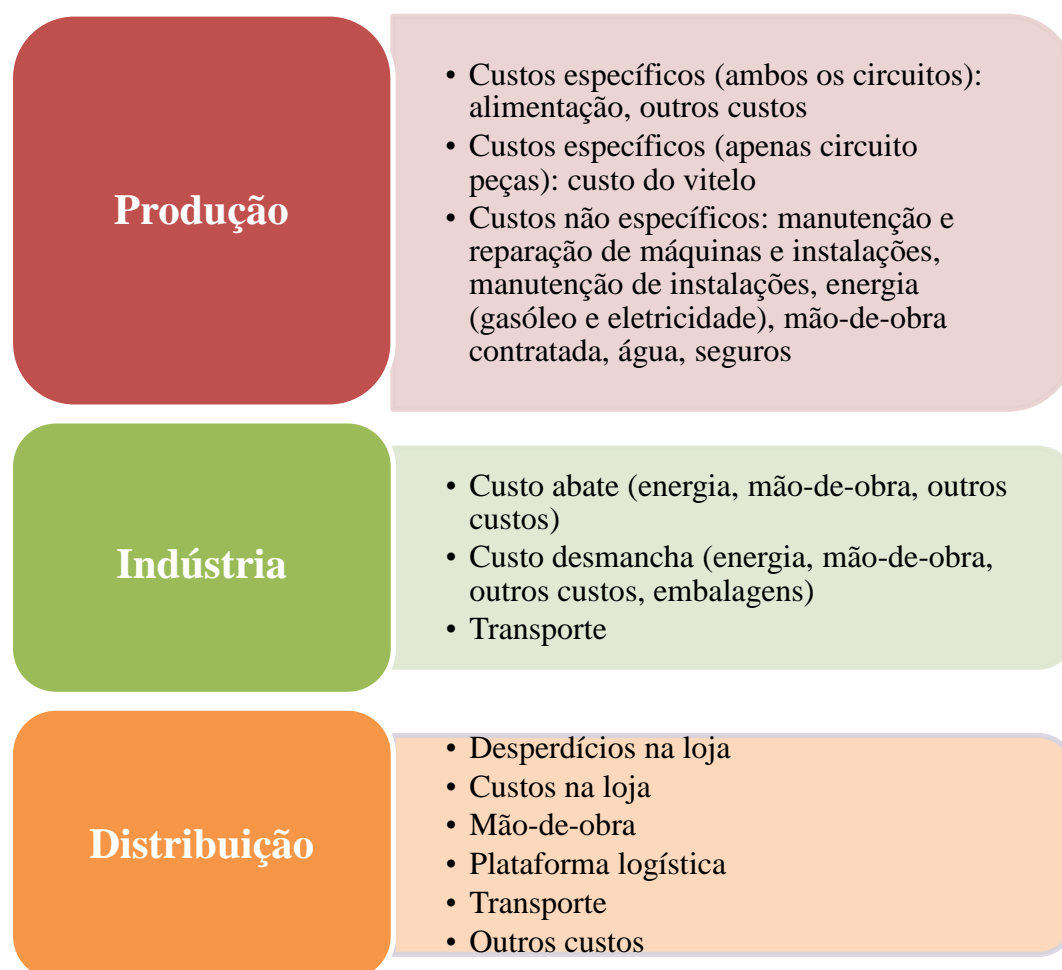 Produção
• Custos específicos (ambos os circuitos):
alimentação, outros custos
• Custos específicos (apenas circuito
peças): custo do vitelo
• Custos não específicos: manutenção e
reparação de máquinas e instalações,
manutenção de instalações, energia
(gasóleo e eletricidade), mão-de-obra
contratada, água, seguros
Indústria
• Custo abate (energia, mão-de-obra, outros
custos)
• Custo desmancha (energia, mão-de-obra,
outros custos, embalagens)
• Transporte
Distribuição
• Desperdícios na loja
• Custos na loja
• Mão-de-obra
• Plataforma logística
• Transporte
• Outros custos